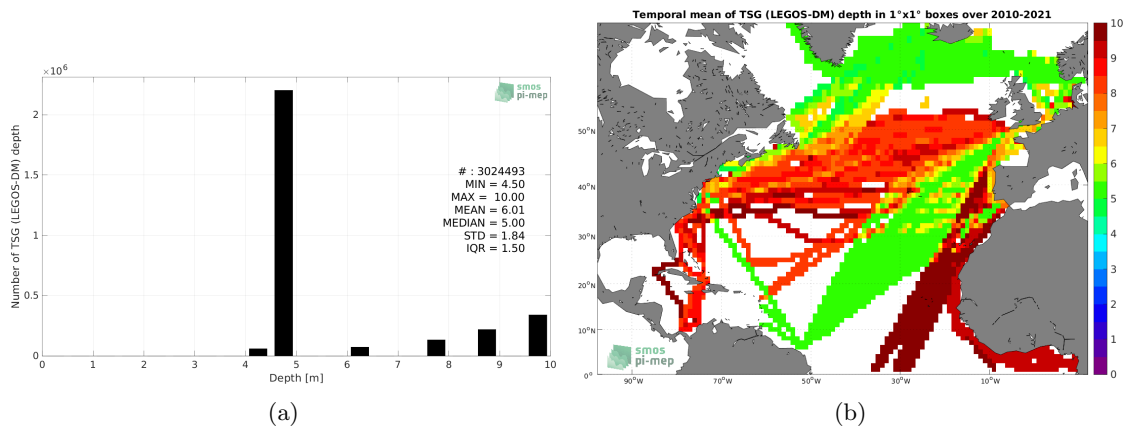 ×10⁶
2
1.5
1
0.5
0
Number of TSG (LEGOS-DM) depth
0 1 2 3 4 5 6 7 8 9 10
Depth [m]
smos
pi-mep
# : 3024493
MIN = 4.50
MAX = 10.00
MEAN = 6.01
MEDIAN = 5.00
STD = 1.84
IQR = 1.50
(a)
Temporal mean of TSG (LEGOS-DM) depth in 1°x1° boxes over 2010-2021
50°N
40°N
30°N
20°N
10°N
0°
90°W 70°W 50°W 30°W 10°W
smos
pi-mep
10
9
8
7
6
5
4
3
2
1
0
(b)